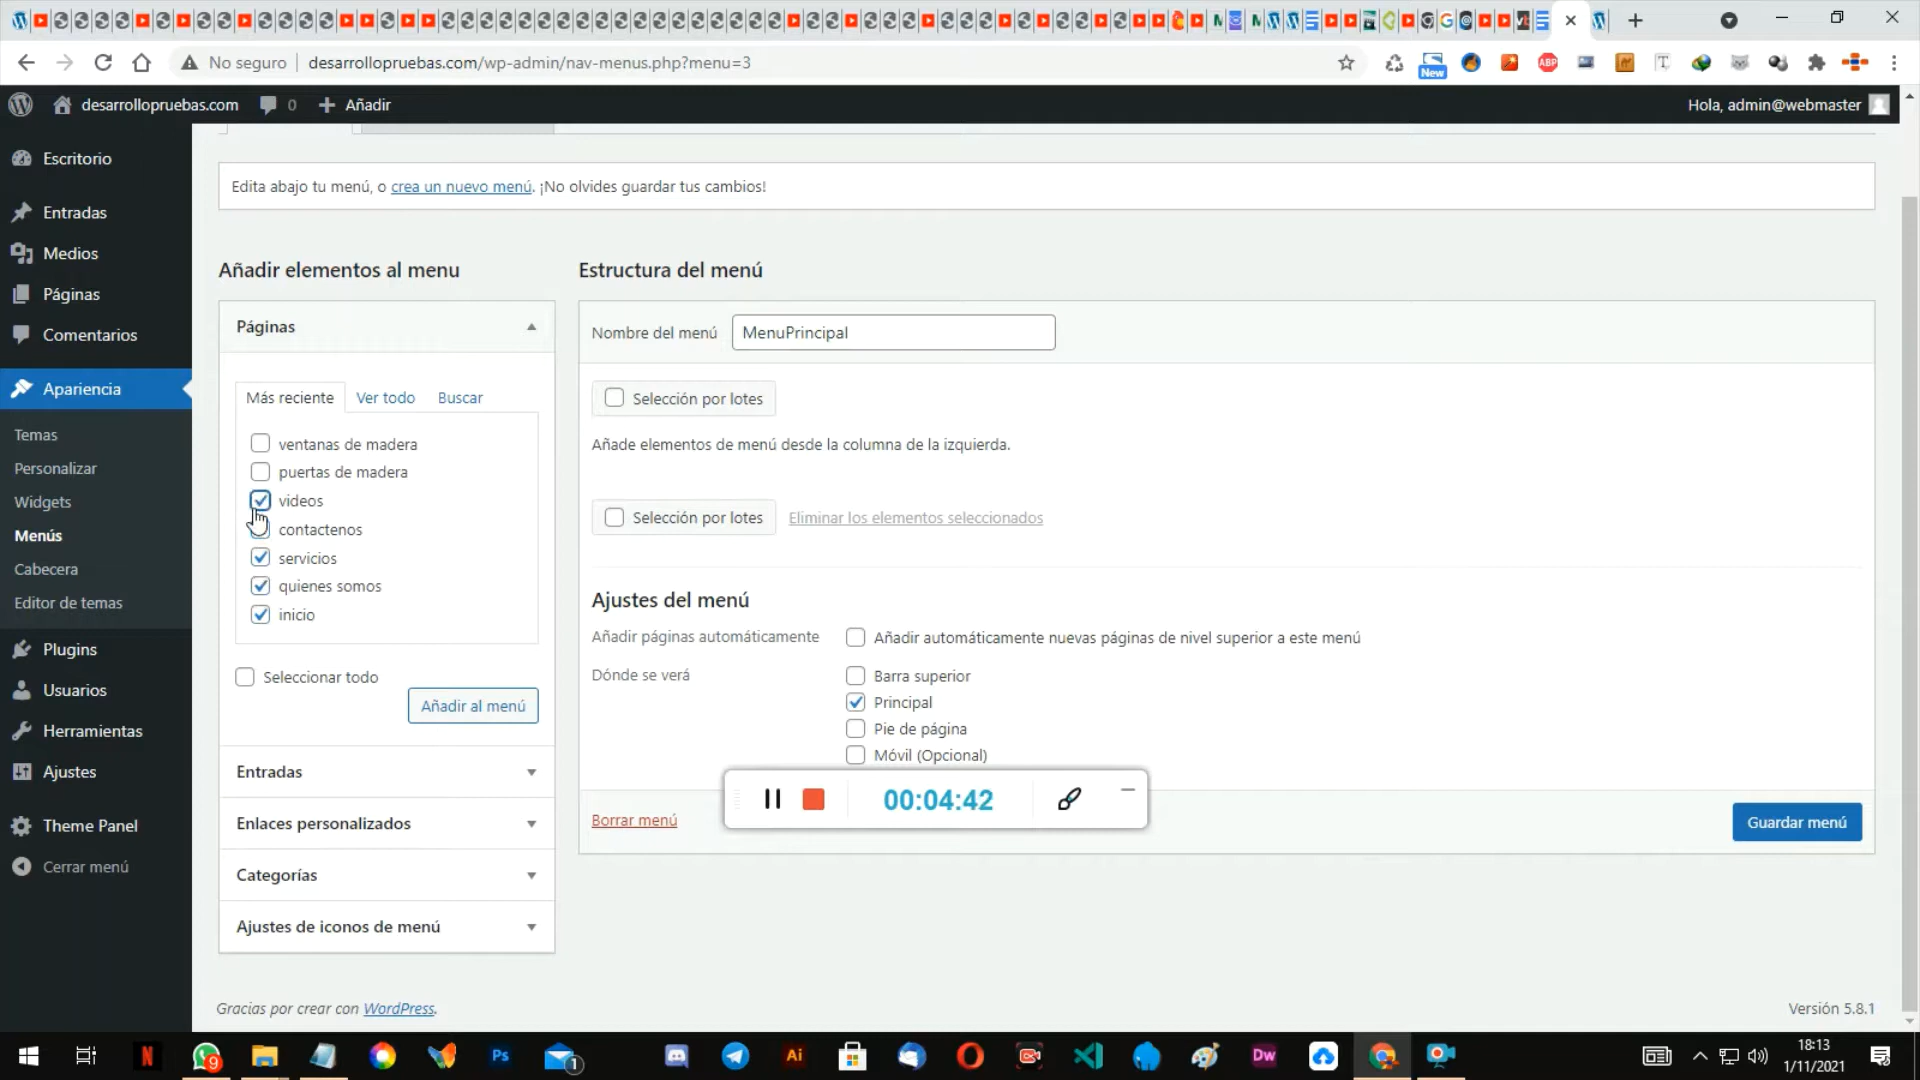 No seguro
desarrollopruebas.com/wp-admin/nav-menus.php?menu=3
ABP
New
desarrollopruebas.com
0
Añadir
Hola, admin@webmaster
Escritorio
Entradas
Medios
Páginas
Comentarios
Apariencia
Temas
Personalizar
Widgets
Menús
Cabecera
Editor de temas
Plugins
Usuarios
Herramientas
Ajustes
Theme Panel
Cerrar menú
Edita abajo tu menú, o crea un nuevo menú. ¡No olvides guardar tus cambios!
Añadir elementos al menu
Páginas
Más reciente
Ver todo
Buscar
ventanas de madera
puertas de madera
videos
contactenos
servicios
quienes somos
inicio
Seleccionar todo
Añadir al menú
Entradas
Enlaces personalizados
Categorías
Ajustes de iconos de menú
Estructura del menú
Nombre del menú
MenuPrincipal
Selección por lotes
Añade elementos de menú desde la columna de la izquierda.
Selección por lotes
Eliminar los elementos seleccionados
Ajustes del menú
Añadir páginas automáticamente
Añadir automáticamente nuevas páginas de nivel superior a este menú
Dónde se verá
Barra superior
Principal
Pie de página
Móvil (Opcional)
00:04:42
Borrar menú
Guardar menú
Gracias por crear con WordPress.
Versión 5.8.1
N
9
Ps
1
Ai
Dw
18:13
1/11/2021